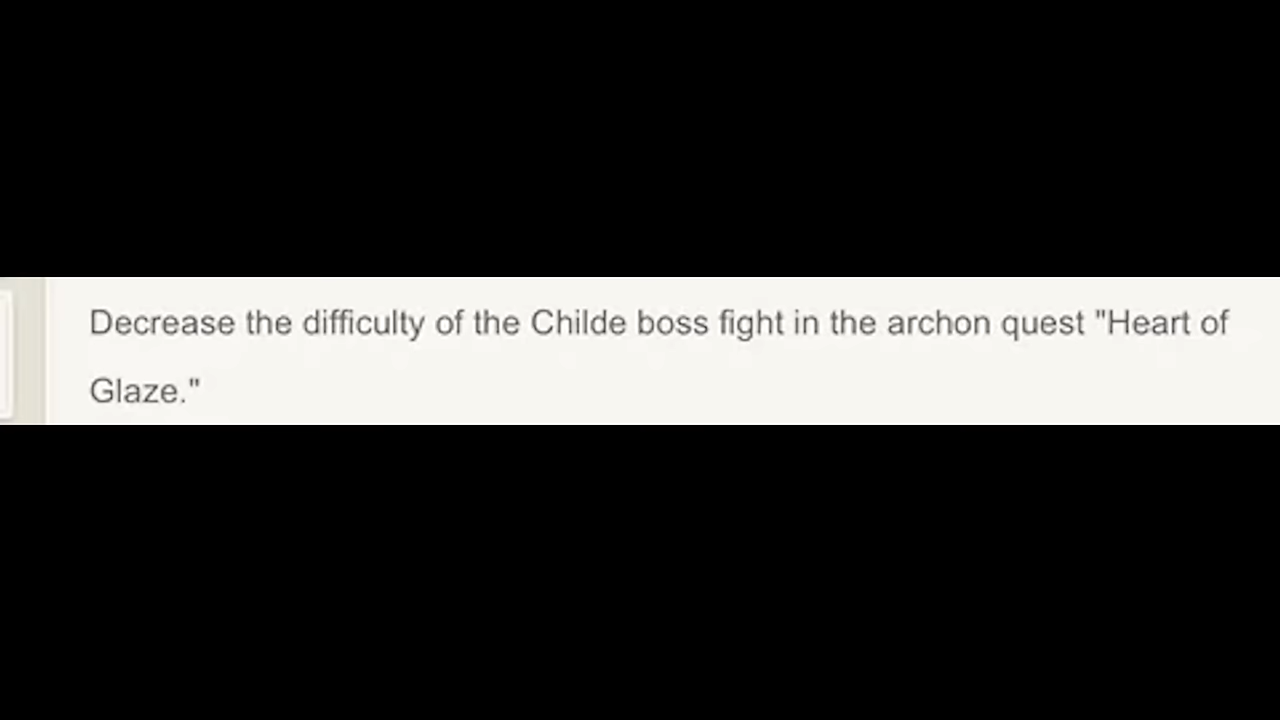 Decrease the difficulty of the Childe boss fight in the archon quest "Heart of
Glaze."